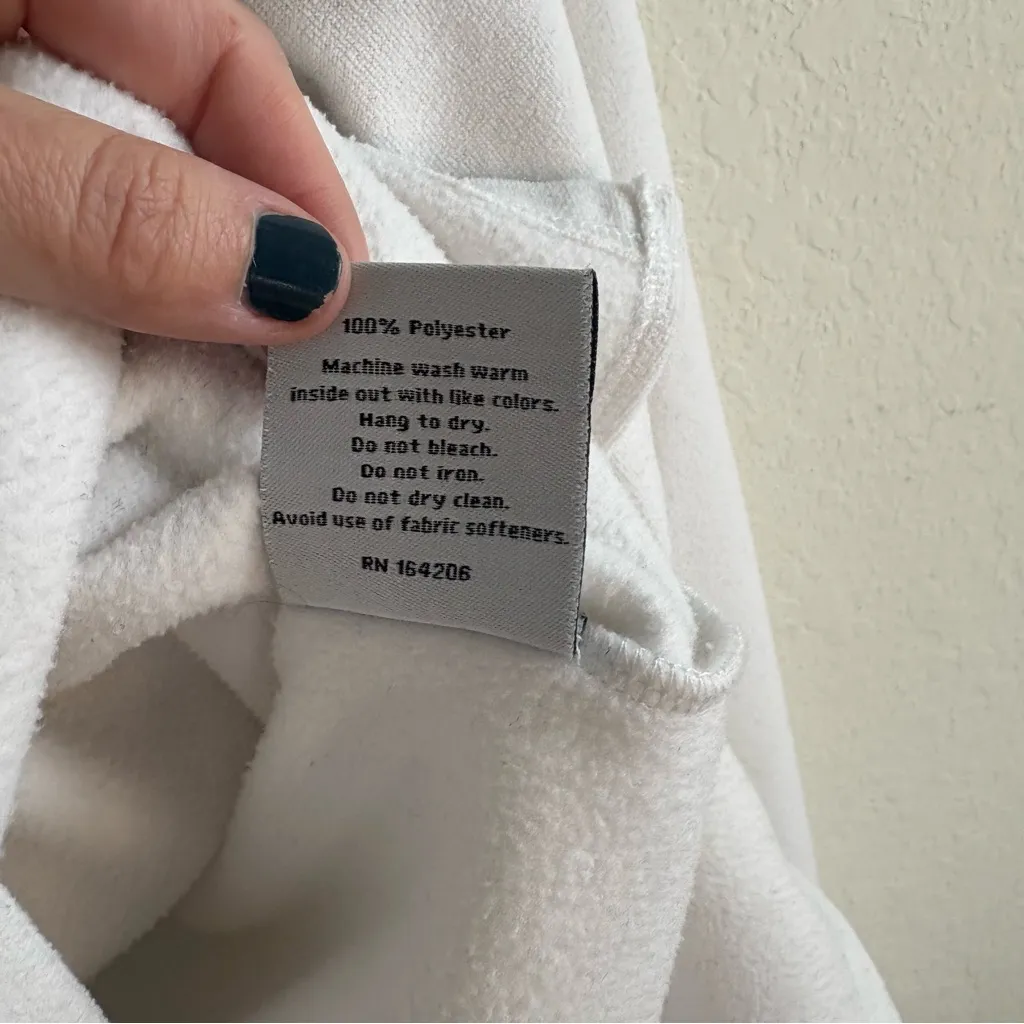 100% Polyester
Machine wash warm
inside out with like colors.
Hang to dry.
Do not bleach.
Do not iron.
Do not dry clean.
Avoid use of fabric softeners.
RN 164206